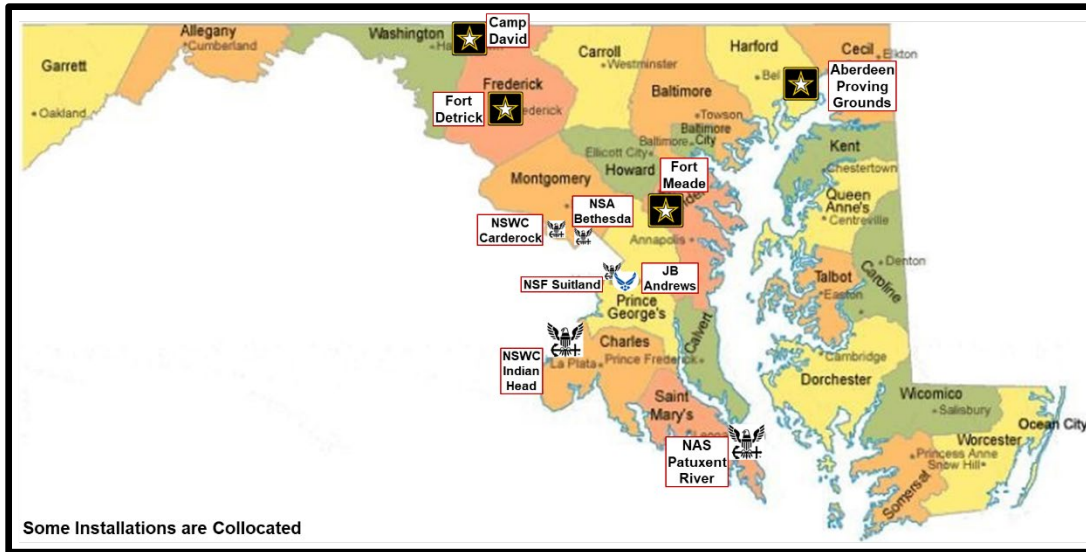 Camp
David
Allegany
Cumberland
Washington
Garrett
Oakland
Carroll
Westminster
Harford
Bel
Cecil
Elkton
Aberdeen
Proving
Grounds
Frederick
Fort
Detrick
Baltimore
Towson
Baltimore
City
Baltimore
Ellicott City
Howard
Kent
Chestertown
Montgomery
Fort
Meade
NSA
Bethesda
NSWC
Carderock
Annapolis
Queen
Anne's
Centreville
Denton
Caroline
Talbot
Easton
NSF Suitland
JB
Andrews
Prince
George's
Calvert
Charles
La Plata
Prince Frederick
NSWC
Indian
Head
Cambridge
Dorchester
Saint
Mary's
NAS
Patuxent
River
Wicomico
Salisbury
Ocean City
Worcester
Princess Anne
Snow Hill
Somerset
Some Installations are Collocated